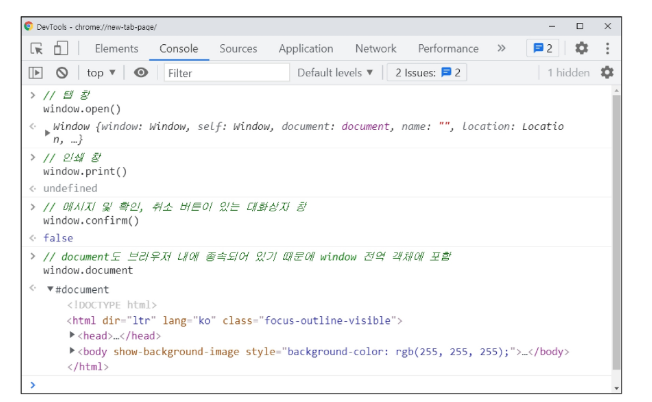 DevTools - chrome://new-tab-page/
Elements Console Sources Application Network Performance » 2
top ▼ Filter Default levels ▼ 2 Issues: 2 1 hidden
> // 탭 창
window.open()
Window {window: Window, self: Window, document: document, name: "", location: Locatio
n, …}
> // 인쇄 창
window.print()
undefined
> // 메시지 및 확인, 취소 버튼이 있는 대화상자 창
window.confirm()
false
> // document도 브라우저 내에 종속되어 있기 때문에 window 전역 객체에 포함
window.document
▼#document
<!DOCTYPE html>
<html dir="ltr" lang="ko" class="focus-outline-visible">
▶<head>…</head>
▶<body show-background-image style="background-color: rgb(255, 255, 255);">…</body>
</html>
>